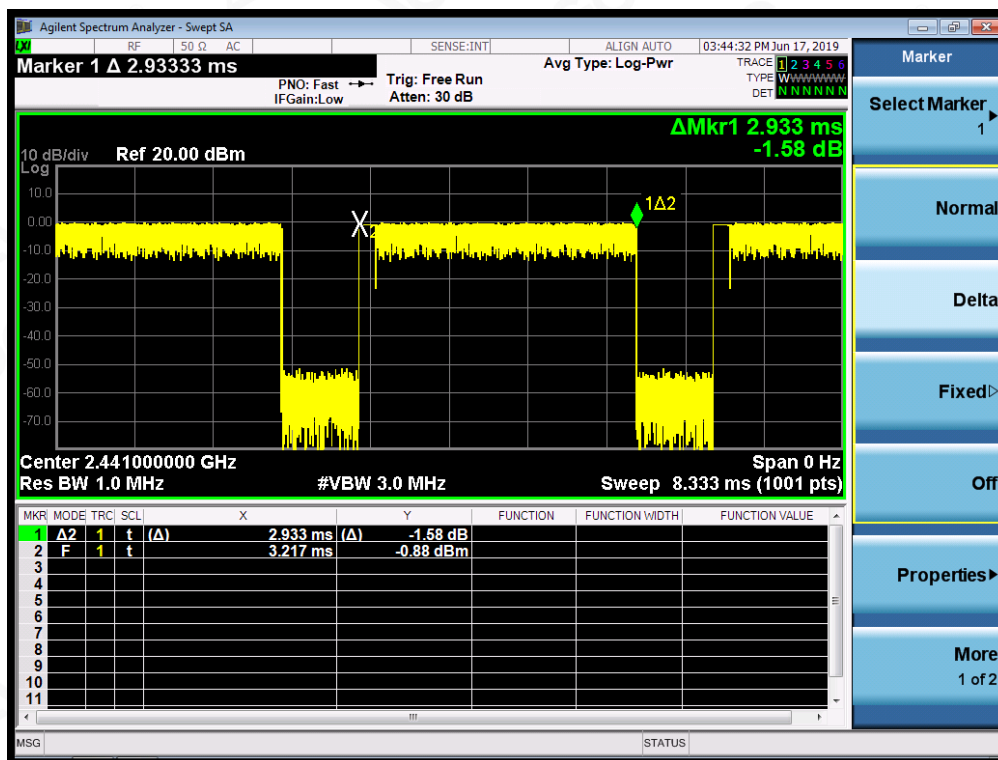 Agilent Spectrum Analyzer - Swept SA
LXI RF 50 Ω AC SENSE:INT ALIGN AUTO 03:44:32 PM Jun 17, 2019
Marker 1 Δ 2.93333 ms
PNO: Fast
IFGain:Low
Trig: Free Run
Atten: 30 dB
Avg Type: Log-Pwr
TRACE 1 2 3 4 5 6
TYPE WWWWWW
DET N N N N N N
ΔMkr1 2.933 ms
-1.58 dB
10 dB/div Ref 20.00 dBm
Log
10.0
0.00
-10.0
-20.0
-30.0
-40.0
-50.0
-60.0
-70.0
X2
1Δ2
Center 2.441000000 GHz Span 0 Hz
Res BW 1.0 MHz #VBW 3.0 MHz Sweep 8.333 ms (1001 pts)
MKR MODE TRC SCL X Y FUNCTION FUNCTION WIDTH FUNCTION VALUE
1 Δ2 1 t (Δ) 2.933 ms (Δ) -1.58 dB
2 F 1 t 3.217 ms -0.88 dBm
3
4
5
6
7
8
9
10
11
MSG STATUS
Marker
Select Marker
1
Normal
Delta
Fixed
Off
Properties
More
1 of 2